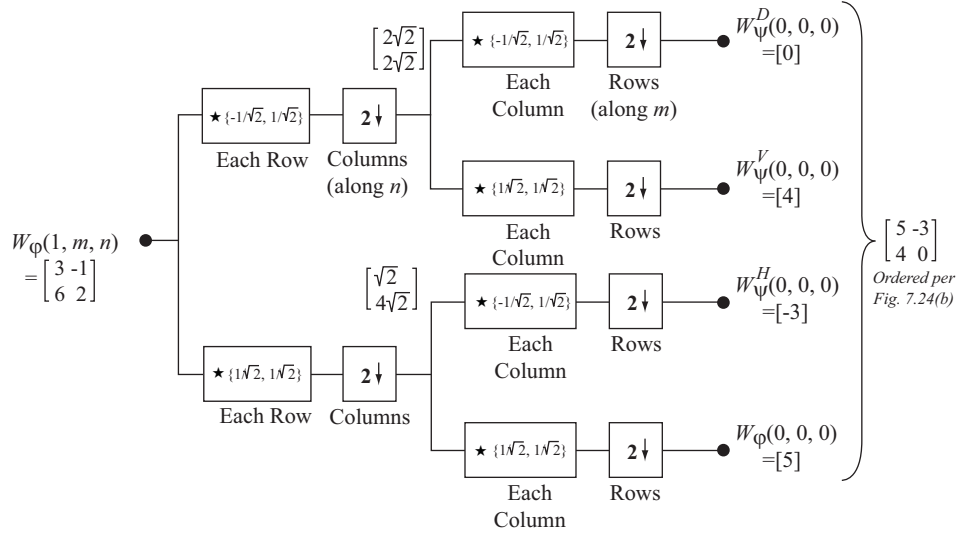 W_φ(1, m, n)
= [3 -1
6 2]
★ {-1/√2, 1/√2}
Each Row
2↓
Columns
(along n)
[2√2
2√2]
★ {-1/√2, 1/√2}
Each
Column
2↓
Rows
(along m)
W_ψ^D(0, 0, 0)
=[0]
★ {1/√2, 1/√2}
Each
Column
2↓
Rows
W_ψ^V(0, 0, 0)
=[4]
★ {1/√2, 1/√2}
Each Row
2↓
Columns
[√2
4√2]
★ {-1/√2, 1/√2}
Each
Column
2↓
Rows
W_ψ^H(0, 0, 0)
=[-3]
★ {1/√2, 1/√2}
Each
Column
2↓
Rows
W_φ(0, 0, 0)
=[5]
[5 -3
4 0]
Ordered per
Fig. 7.24(b)